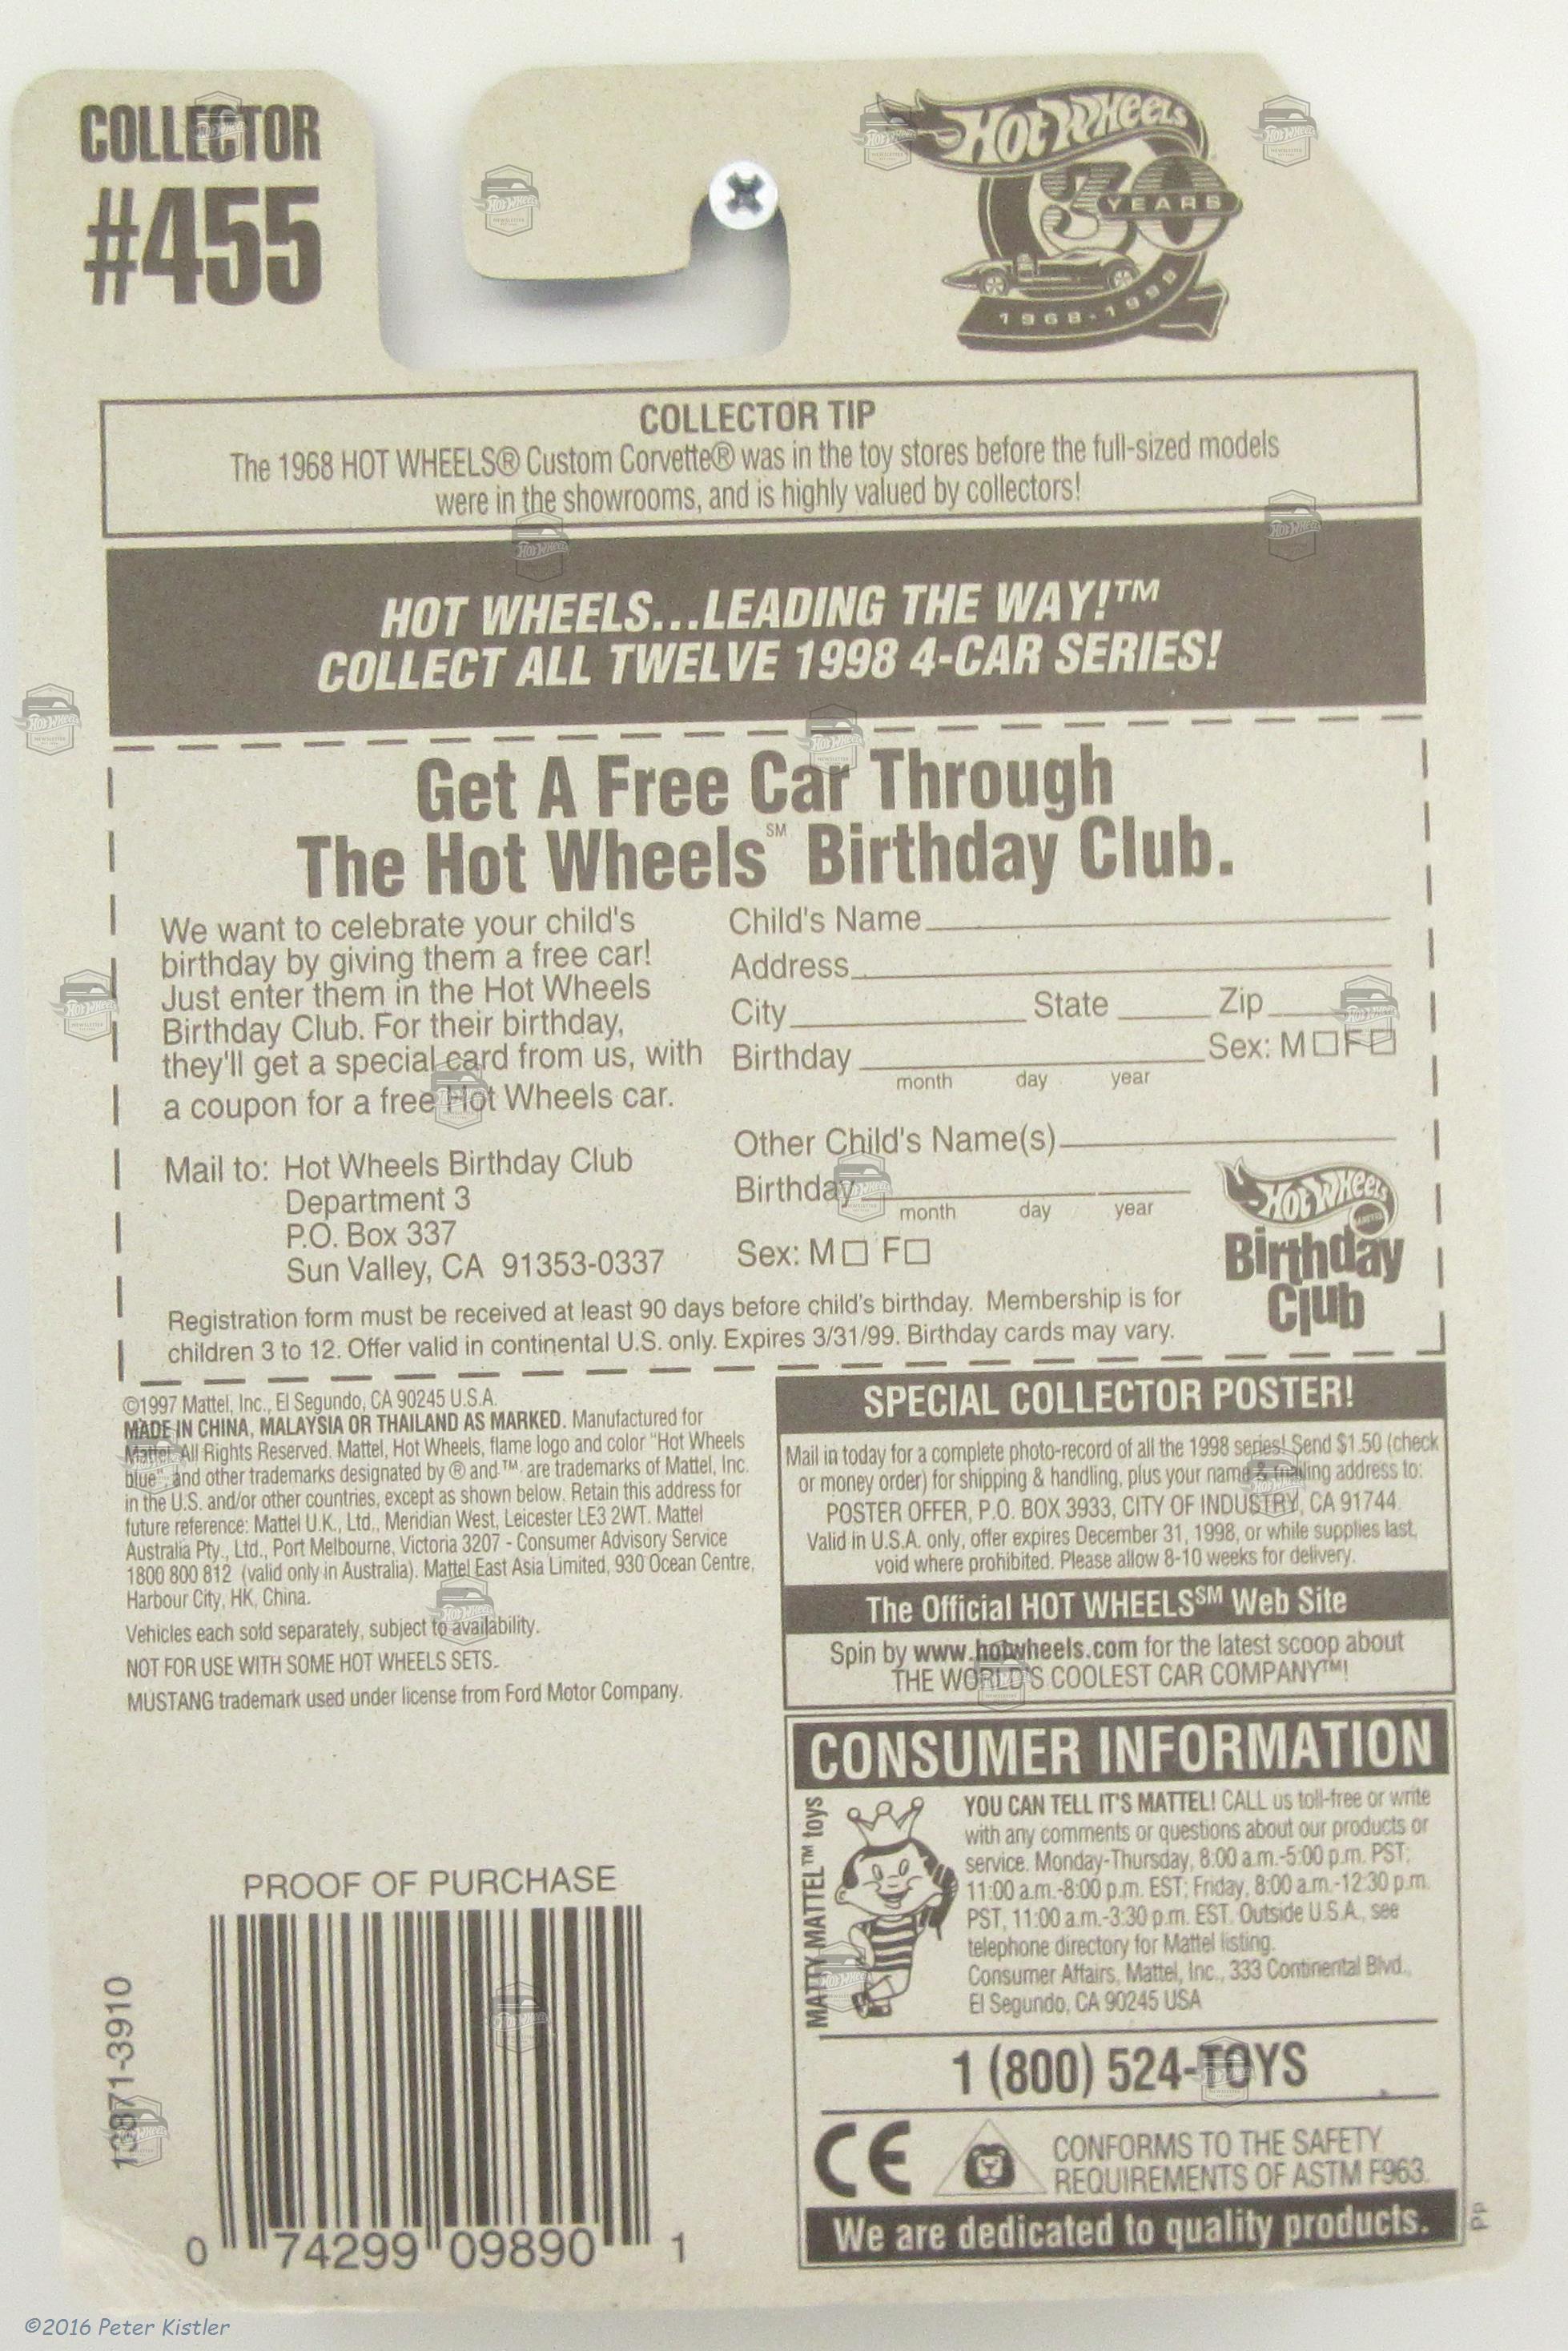 COLLECTOR
#455
HOT WHEELS
30
YEARS
1968-1998
COLLECTOR TIP
The 1968 HOT WHEELS® Custom Corvette® was in the toy stores before the full-sized models
were in the showrooms, and is highly valued by collectors!
HOT WHEELS...LEADING THE WAY!™
COLLECT ALL TWELVE 1998 4-CAR SERIES!
Get A Free Car Through
The Hot Wheels℠ Birthday Club.
We want to celebrate your child's
birthday by giving them a free car!
Just enter them in the Hot Wheels
Birthday Club. For their birthday,
they'll get a special card from us, with
a coupon for a free Hot Wheels car.
Mail to: Hot Wheels Birthday Club
Department 3
P.O. Box 337
Sun Valley, CA 91353-0337
Child's Name
Address
City State Zip
Birthday Sex: M F
month day year
Other Child's Name(s)
Birthday
month day year
Sex: M F
HOT WHEELS
MATTEL
Birthday
Club
Registration form must be received at least 90 days before child's birthday. Membership is for
children 3 to 12. Offer valid in continental U.S. only. Expires 3/31/99. Birthday cards may vary.
©1997 Mattel, Inc., El Segundo, CA 90245 U.S.A.
MADE IN CHINA, MALAYSIA OR THAILAND AS MARKED. Manufactured for
Mattel. All Rights Reserved. Mattel, Hot Wheels, flame logo and color "Hot Wheels
blue", and other trademarks designated by ® and ™ are trademarks of Mattel, Inc.
in the U.S. and/or other countries, except as shown below. Retain this address for
future reference: Mattel U.K., Ltd., Meridian West, Leicester LE3 2WT. Mattel
Australia Pty., Ltd., Port Melbourne, Victoria 3207 - Consumer Advisory Service
1800 800 812 (valid only in Australia). Mattel East Asia Limited, 930 Ocean Centre,
Harbour City, HK, China.
Vehicles each sold separately, subject to availability.
NOT FOR USE WITH SOME HOT WHEELS SETS.
MUSTANG trademark used under license from Ford Motor Company.
SPECIAL COLLECTOR POSTER!
Mail in today for a complete photo-record of all the 1998 series! Send $1.50 (check
or money order) for shipping & handling, plus your name & mailing address to:
POSTER OFFER, P.O. BOX 3933, CITY OF INDUSTRY, CA 91744.
Valid in U.S.A. only, offer expires December 31, 1998, or while supplies last,
void where prohibited. Please allow 8-10 weeks for delivery.
The Official HOT WHEELS℠ Web Site
Spin by www.hotwheels.com for the latest scoop about
THE WORLD'S COOLEST CAR COMPANY™!
CONSUMER INFORMATION
MATTY MATTEL™ toys
YOU CAN TELL IT'S MATTEL! CALL us toll-free or write
with any comments or questions about our products or
service. Monday-Thursday, 8:00 a.m.-5:00 p.m. PST;
11:00 a.m.-8:00 p.m. EST; Friday, 8:00 a.m.-12:30 p.m.
PST, 11:00 a.m.-3:30 p.m. EST. Outside U.S.A., see
telephone directory for Mattel listing.
Consumer Affairs, Mattel, Inc., 333 Continental Blvd.,
El Segundo, CA 90245 USA
1 (800) 524-TOYS
CE
CONFORMS TO THE SAFETY
REQUIREMENTS OF ASTM F963.
We are dedicated to quality products.
PP
PROOF OF PURCHASE
13871-3910
0 74299 09890 1
©2016 Peter Kistler